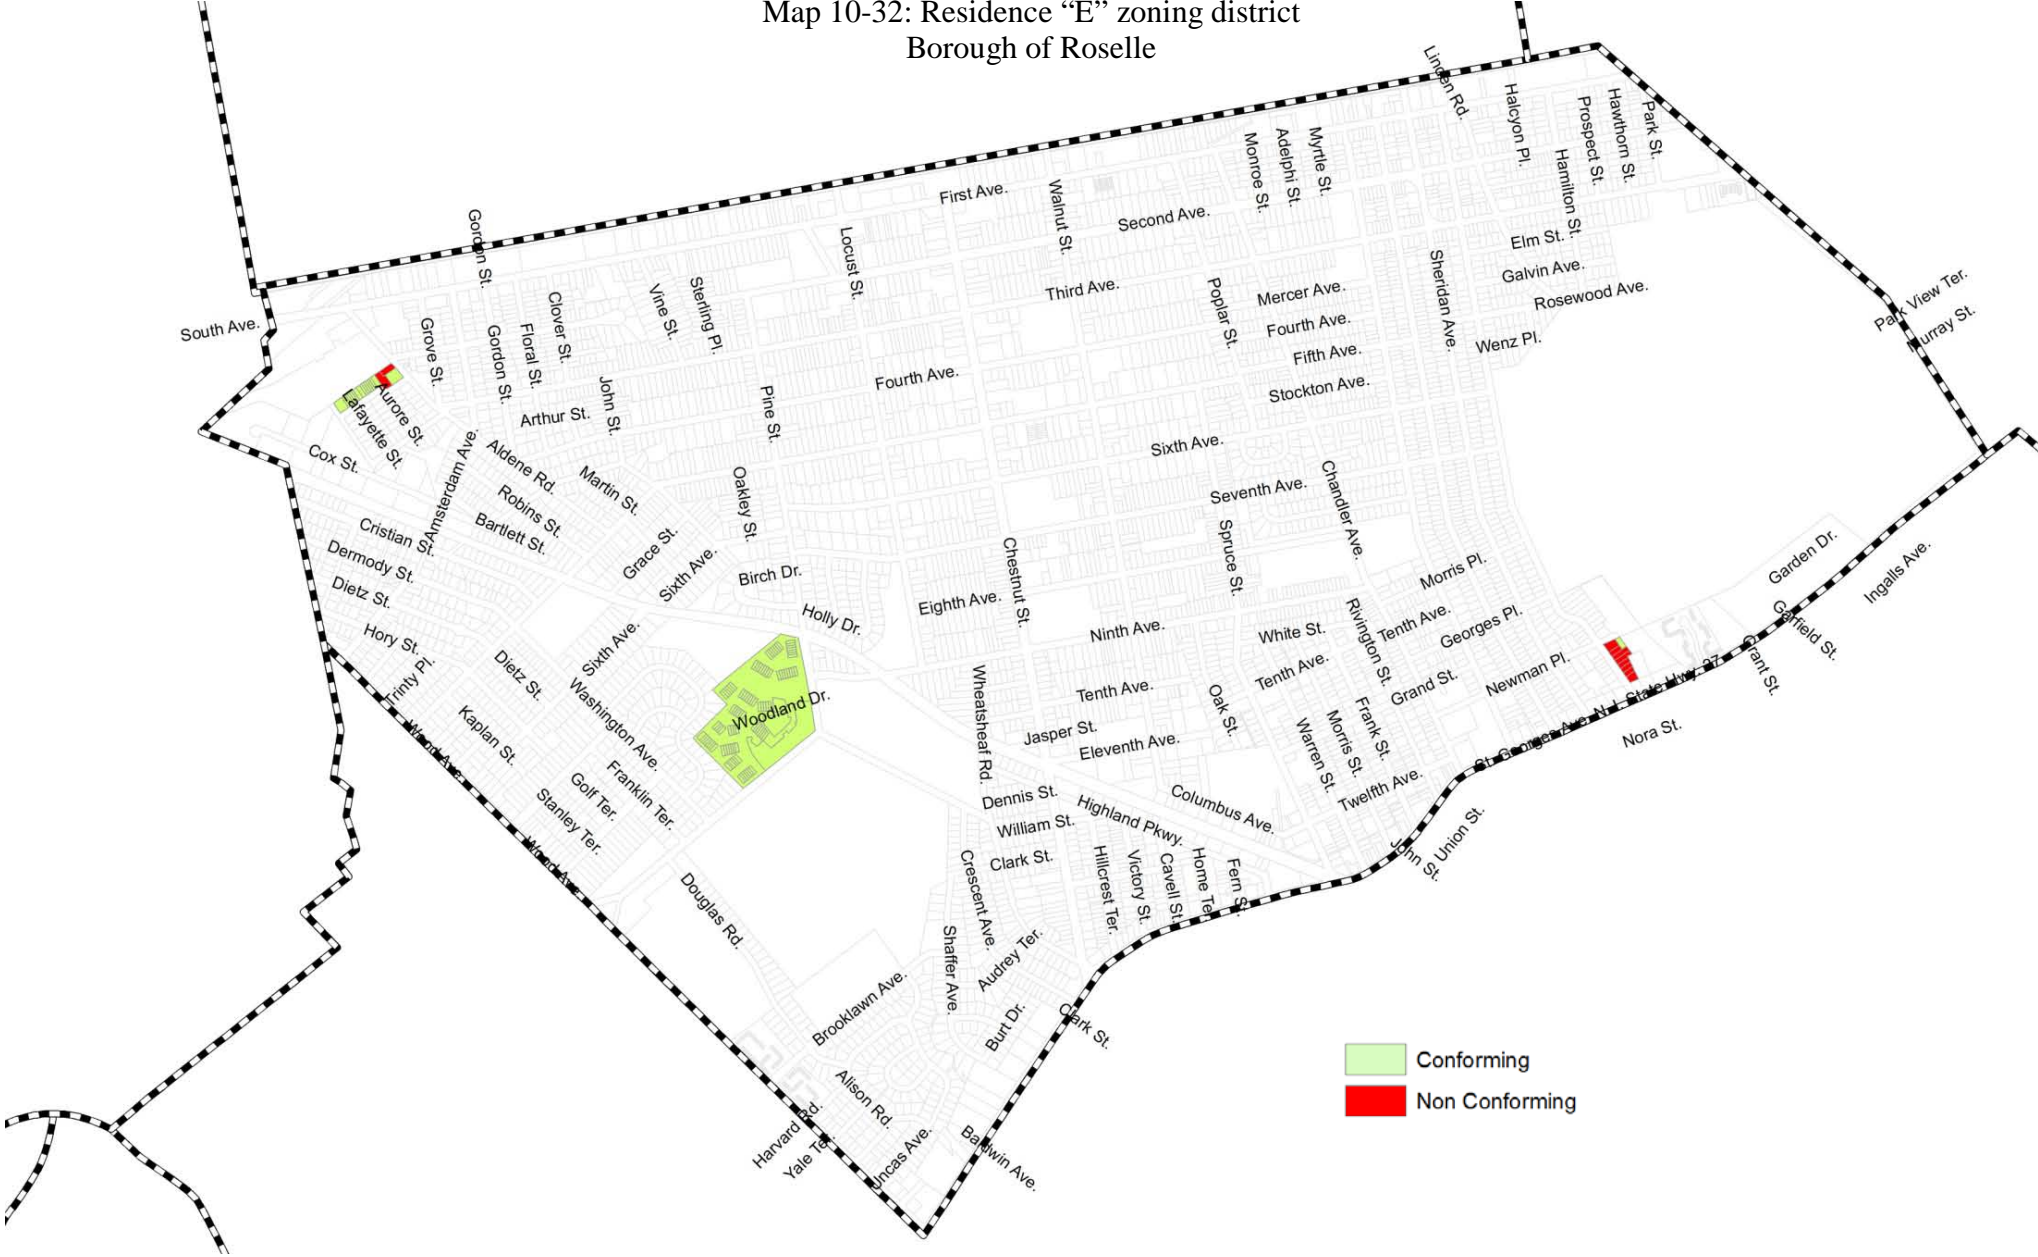 Map 10-32: Residence “E” zoning district
Borough of Roselle
Linden Rd.
Halcyon Pl.
Prospect St.
Hawthorn St.
Park St.
Hamilton St.
Monroe St.
Adelphi St.
Myrtle St.
First Ave.
Walnut St.
Second Ave.
Elm St.
Galvin Ave.
Rosewood Ave.
Park View Ter.
Murray St.
Gordon St.
Locust St.
Sheridan Ave.
Third Ave.
Poplar St.
Mercer Ave.
Fourth Ave.
Fifth Ave.
Wenz Pl.
Stockton Ave.
South Ave.
Grove St.
Gordon St.
Floral St.
Clover St.
Vine St.
Sterling Pl.
John St.
Arthur St.
Pine St.
Fourth Ave.
Aurore St.
Lafayette St.
Cox St.
Amsterdam Ave.
Aldene Rd.
Martin St.
Robins St.
Bartlett St.
Cristian St.
Dermody St.
Dietz St.
Hory St.
Trinty Pl.
Grace St.
Sixth Ave.
Oakley St.
Birch Dr.
Holly Dr.
Sixth Ave.
Seventh Ave.
Chandler Ave.
Spruce St.
Chestnut St.
Eighth Ave.
Ninth Ave.
White St.
Tenth Ave.
Rivington St.
Morris Pl.
Tenth Ave.
Georges Pl.
Newman Pl.
Grand St.
Garden Dr.
Ingalls Ave.
Garfield St.
Grant St.
St. Georges Ave. N.J. State Hwy. 27
Nora St.
Dietz St.
Sixth Ave.
Washington Ave.
Woodland Dr.
Kaplan St.
Wood Ave.
Golf Ter.
Franklin Ter.
Stanley Ter.
Wood Ave.
Wheatsheaf Rd.
Tenth Ave.
Jasper St.
Eleventh Ave.
Oak St.
Warren St.
Morris St.
Frank St.
Twelfth Ave.
Dennis St.
William St.
Clark St.
Highland Pkwy.
Columbus Ave.
John St.
Union St.
Crescent Ave.
Hillcrest Ter.
Victory St.
Cavell St.
Home Ter.
Fern St.
Douglas Rd.
Shaffer Ave.
Audrey Ter.
Brooklawn Ave.
Burt Dr.
Clark St.
Alison Rd.
Harvard Rd.
Yale Ter.
Uncas Ave.
Baldwin Ave.
Conforming
Non Conforming